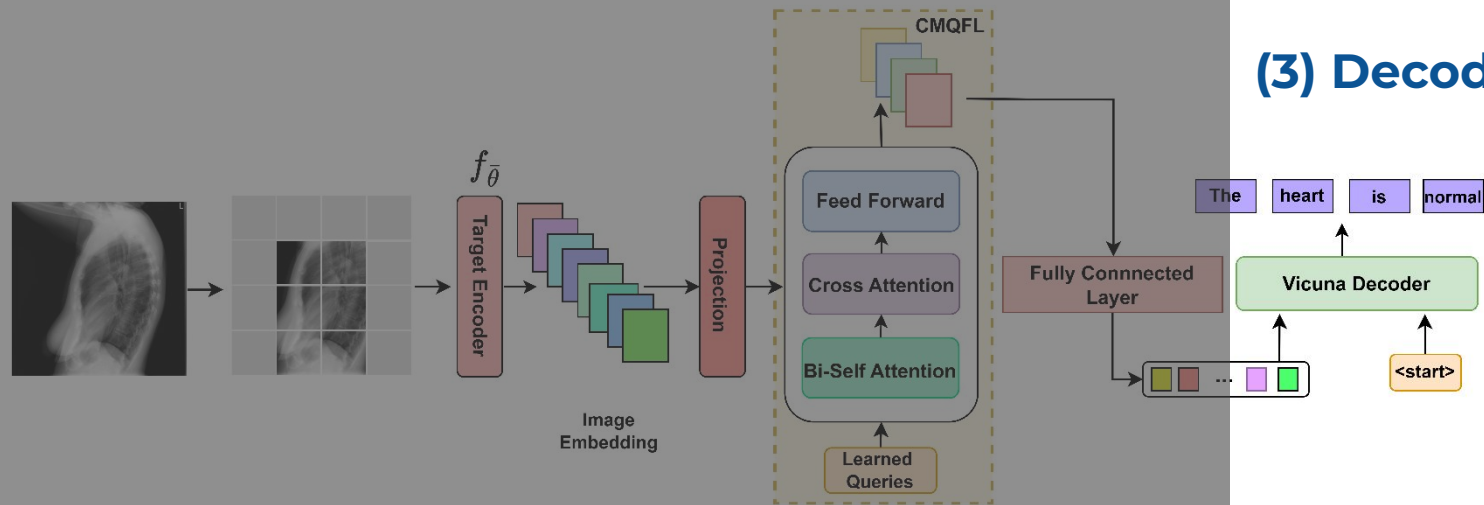 CMQFL
(3) Decod
f_θ̄
Target Encoder
Projection
Feed Forward
Cross Attention
Bi-Self Attention
Learned
Queries
Image
Embedding
Fully Connnected
Layer
The heart is normal
Vicuna Decoder
...
<start>
L